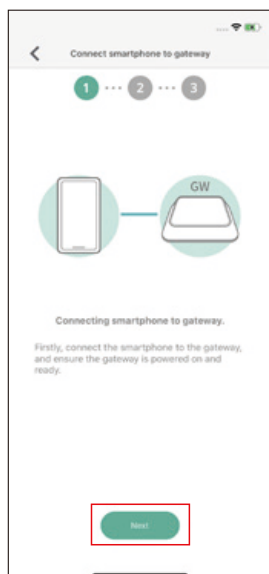 Connect smartphone to gateway
1 ... 2 ... 3
GW
Connecting smartphone to gateway.
Firstly, connect the smartphone to the gateway,
and ensure the gateway is powered on and
ready.
Next